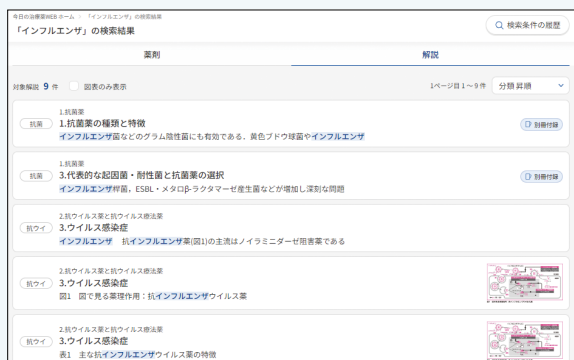 今日の治療薬WEB ホーム > 「インフルエンザ」の検索結果
「インフルエンザ」の検索結果
検索条件の履歴
薬剤
解説
対象解説 9 件
図表のみ表示
1ページ目 1～9 件
分類 昇順
1.抗菌薬
抗菌
1.抗菌薬の種類と特徴
別冊付録
インフルエンザ菌などのグラム陰性菌にも有効である、黄色ブドウ球菌やインフルエンザ
1.抗菌薬
抗菌
3.代表的な起因菌・耐性菌と抗菌薬の選択
別冊付録
インフルエンザ桿菌，ESBL・メタロβ-ラクタマーゼ産生菌などが増加し深刻な問題
2.抗ウイルス薬と抗ウイルス療法薬
抗ウイ
3.ウイルス感染症
インフルエンザ 抗インフルエンザ薬(図1)の主流はノイラミニダーゼ阻害薬である
2.抗ウイルス薬と抗ウイルス療法薬
抗ウイ
3.ウイルス感染症
図1 図で見る薬理作用：抗インフルエンザウイルス薬
2.抗ウイルス薬と抗ウイルス療法薬
抗ウイ
3.ウイルス感染症
表1 主な抗インフルエンザウイルス薬の特徴